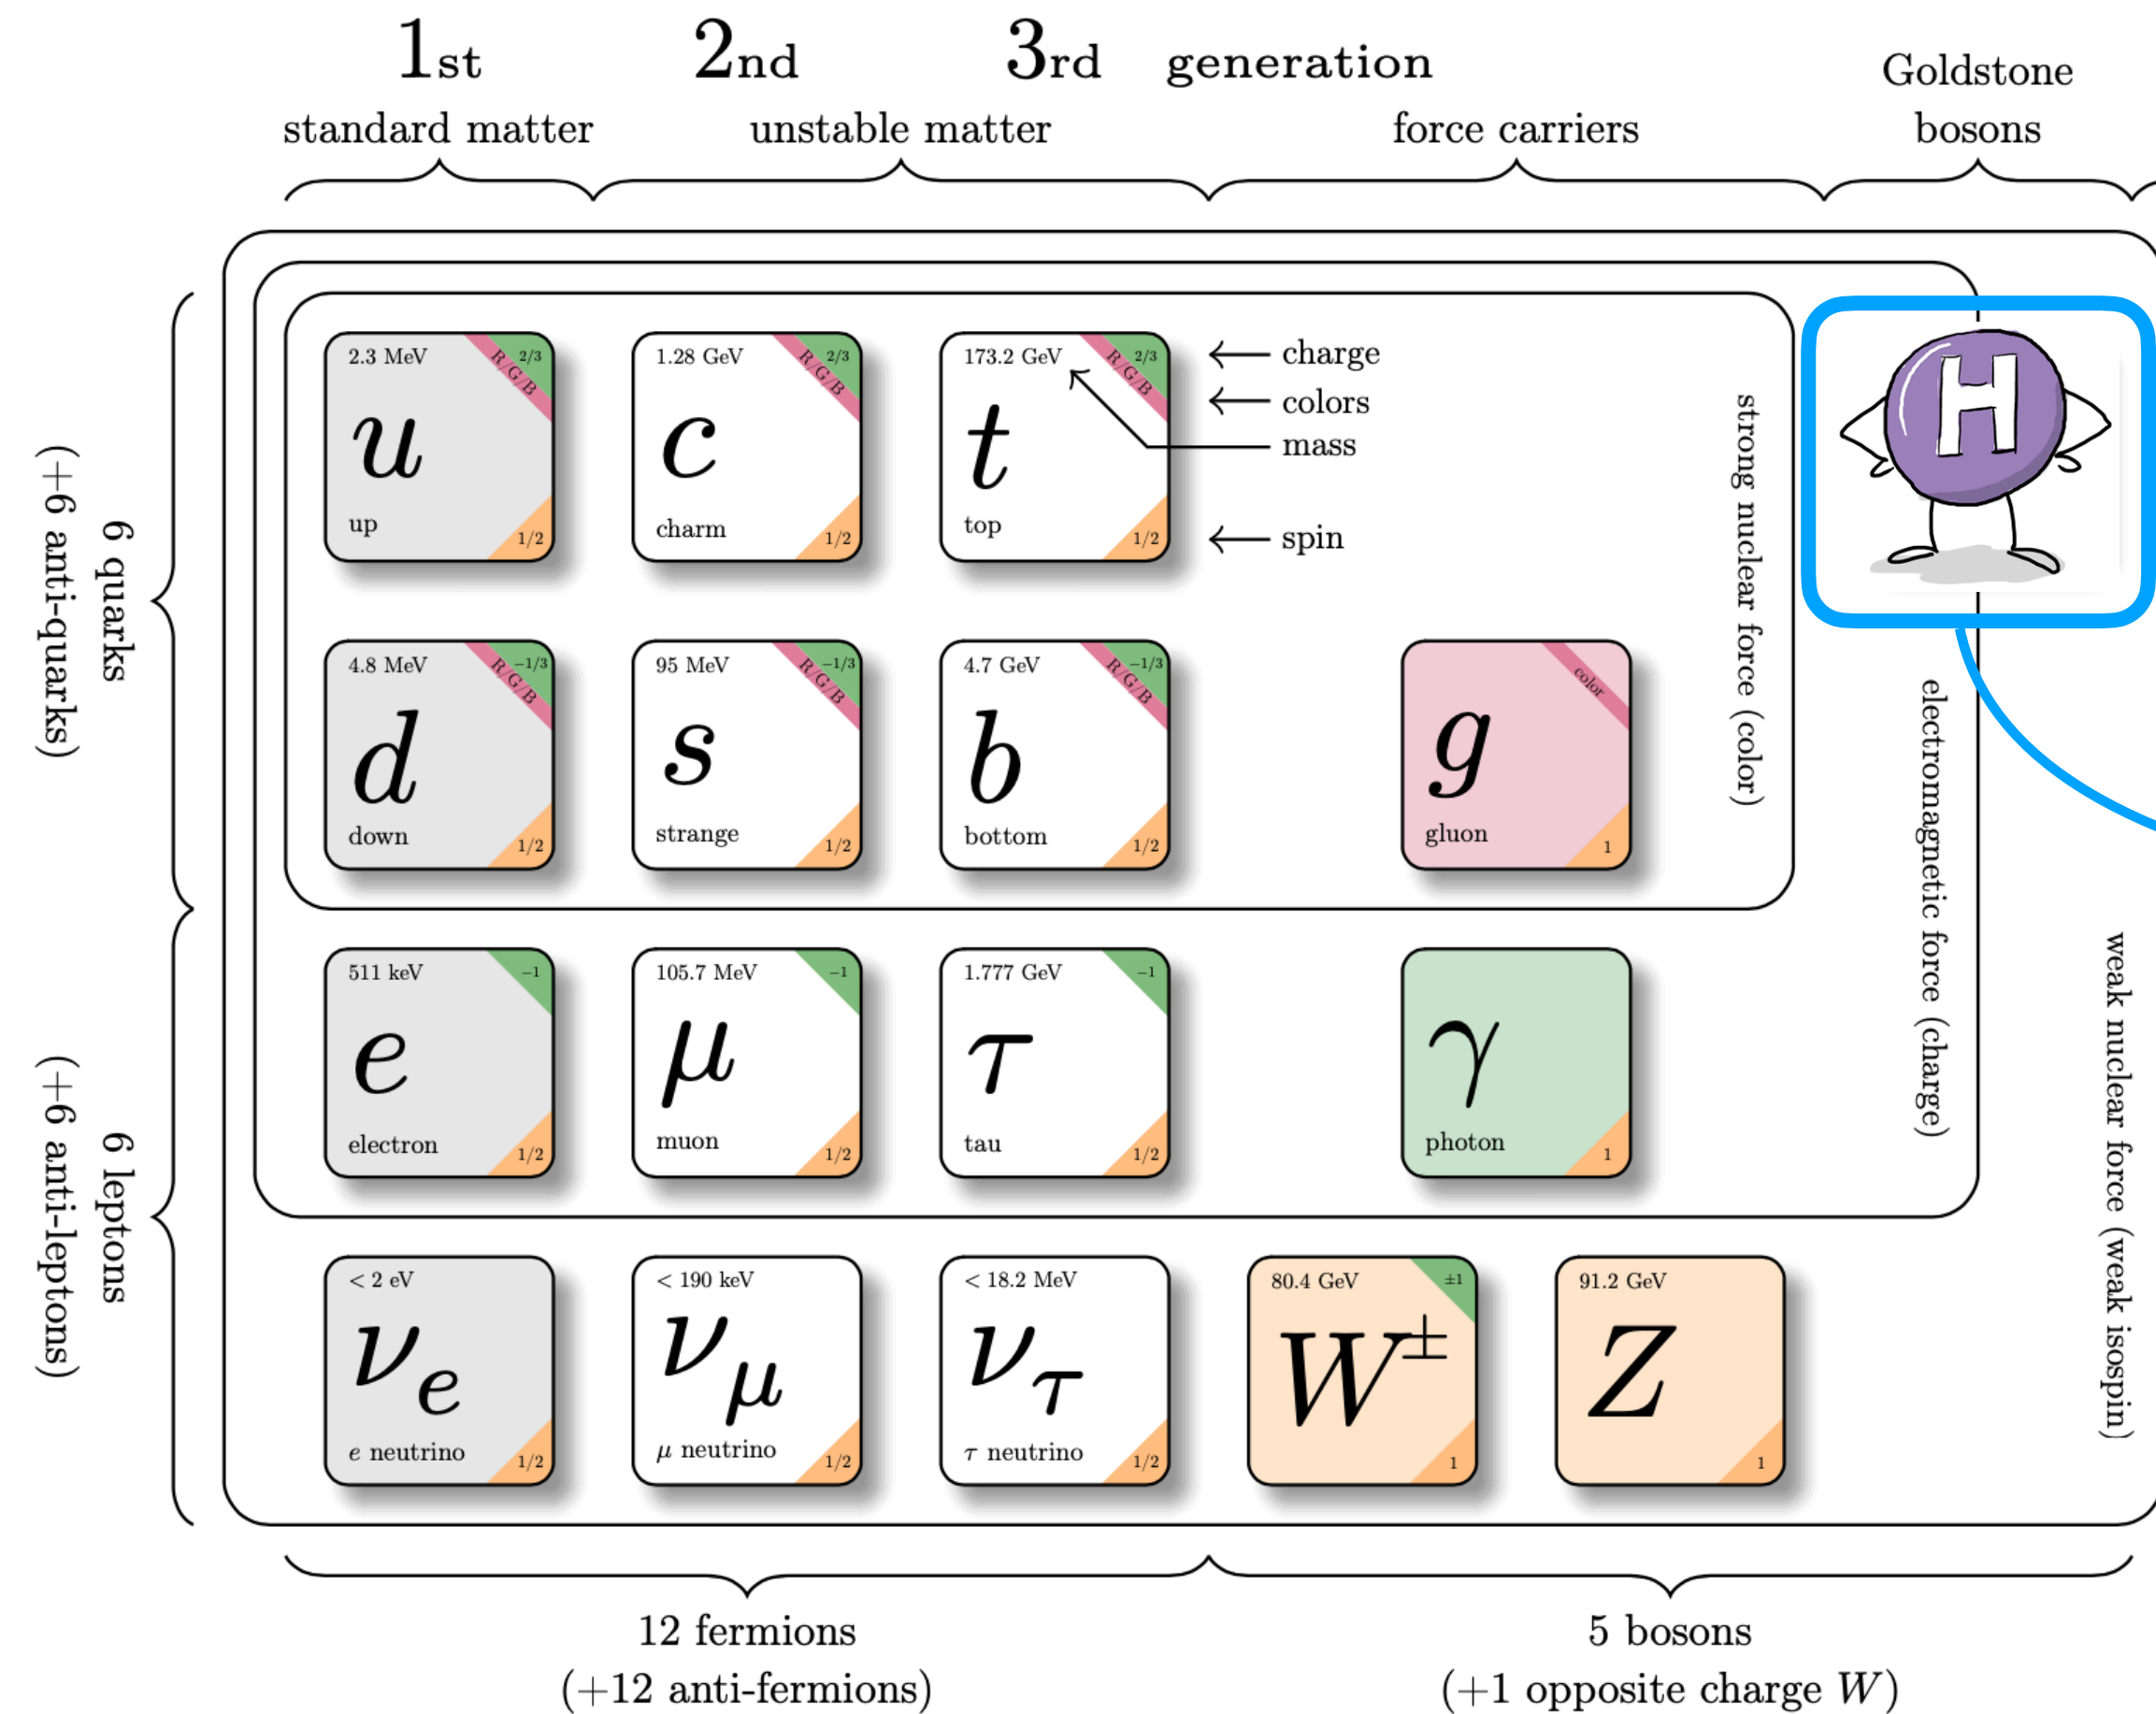 1st 2nd 3rd generation
standard matter unstable matter force carriers Goldstone bosons
2.3 MeV R/G/B 2/3
u
up 1/2
1.28 GeV R/G/B 2/3
c
charm 1/2
173.2 GeV R/G/B 2/3
t
top 1/2
charge
colors
mass
spin
H
4.8 MeV R/G/B −1/3
d
down 1/2
95 MeV R/G/B −1/3
s
strange 1/2
4.7 GeV R/G/B −1/3
b
bottom 1/2
color
g
gluon 1
strong nuclear force (color)
6 quarks
(+6 anti-quarks)
511 keV −1
e
electron 1/2
105.7 MeV −1
μ
muon 1/2
1.777 GeV −1
τ
tau 1/2
γ
photon 1
electromagnetic force (charge)
< 2 eV
νe
e neutrino 1/2
< 190 keV
νμ
μ neutrino 1/2
< 18.2 MeV
ντ
τ neutrino 1/2
80.4 GeV ±1
W±
1
91.2 GeV
Z
1
weak nuclear force (weak isospin)
6 leptons
(+6 anti-leptons)
12 fermions
(+12 anti-fermions)
5 bosons
(+1 opposite charge W)